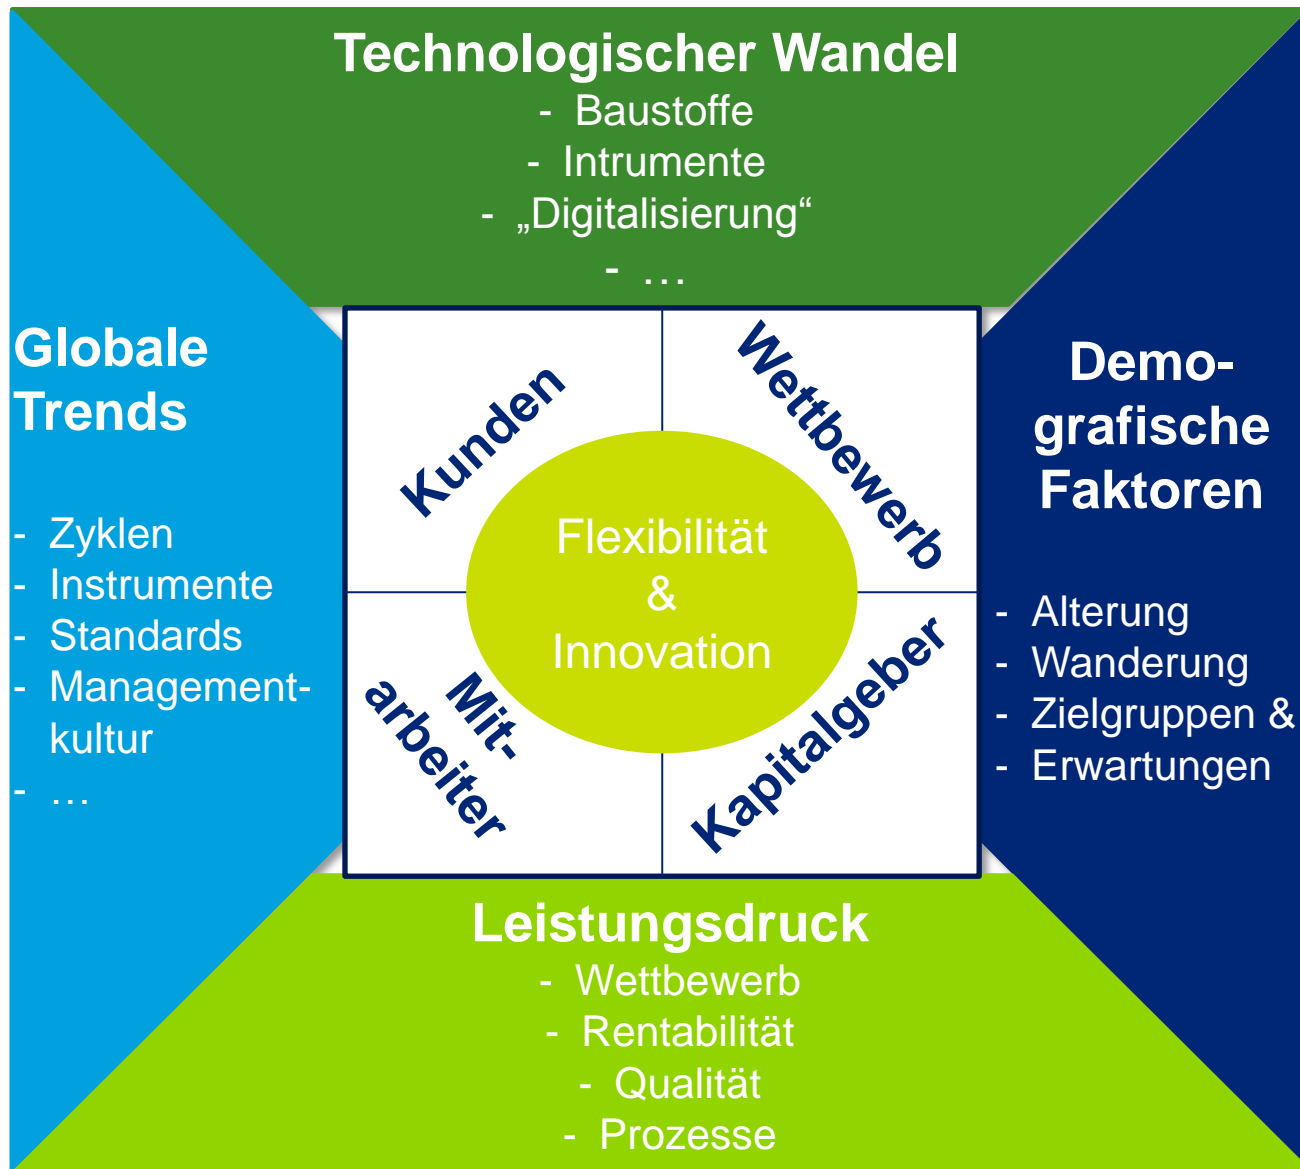 Technologischer Wandel
- Baustoffe
- Intrumente
- „Digitalisierung“
- …
Globale
Trends
- Zyklen
- Instrumente
- Standards
- Management-
kultur
- …
Kunden
Wettbewerb
Flexibilität
&
Innovation
Mit-
arbeiter
Kapitalgeber
Demo-
grafische
Faktoren
- Alterung
- Wanderung
- Zielgruppen &
- Erwartungen
Leistungsdruck
- Wettbewerb
- Rentabilität
- Qualität
- Prozesse